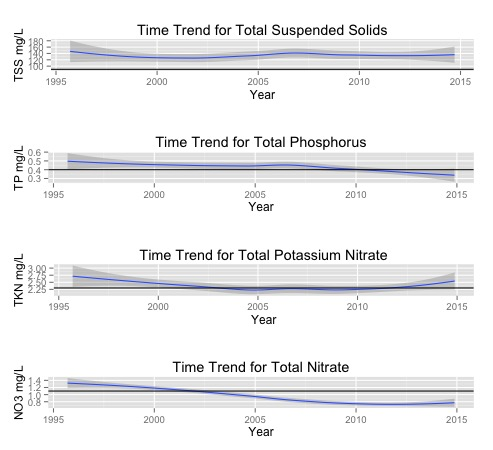 Time Trend for Total Suspended Solids
TSS mg/L
180
160
140
120
100
1995 2000 2005 2010 2015
Year
Time Trend for Total Phosphorus
TP mg/L
0.6
0.5
0.4
0.3
1995 2000 2005 2010 2015
Year
Time Trend for Total Potassium Nitrate
TKN mg/L
3.00
2.75
2.50
2.25
1995 2000 2005 2010 2015
Year
Time Trend for Total Nitrate
NO3 mg/L
1.4
1.2
1.0
0.8
1995 2000 2005 2010 2015
Year